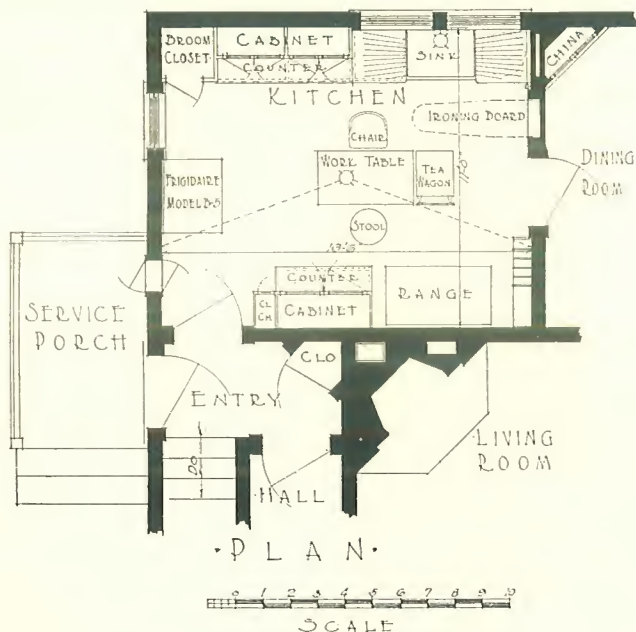 BROOM
CLOSET
CABINET
COUNTER
SINK
CHINA
KITCHEN
IRONING BOARD
CHAIR
WORK TABLE
TEA
WAGON
DINING
ROOM
FRIGIDAIRE
MODEL B-5
STOOL
COUNTER
CL
CH.
CABINET
RANGE
SERVICE
PORCH
CLO
ENTRY
LIVING
ROOM
HALL
·PLAN·
0 1 2 3 4 5 6 7 8 9 10
SCALE